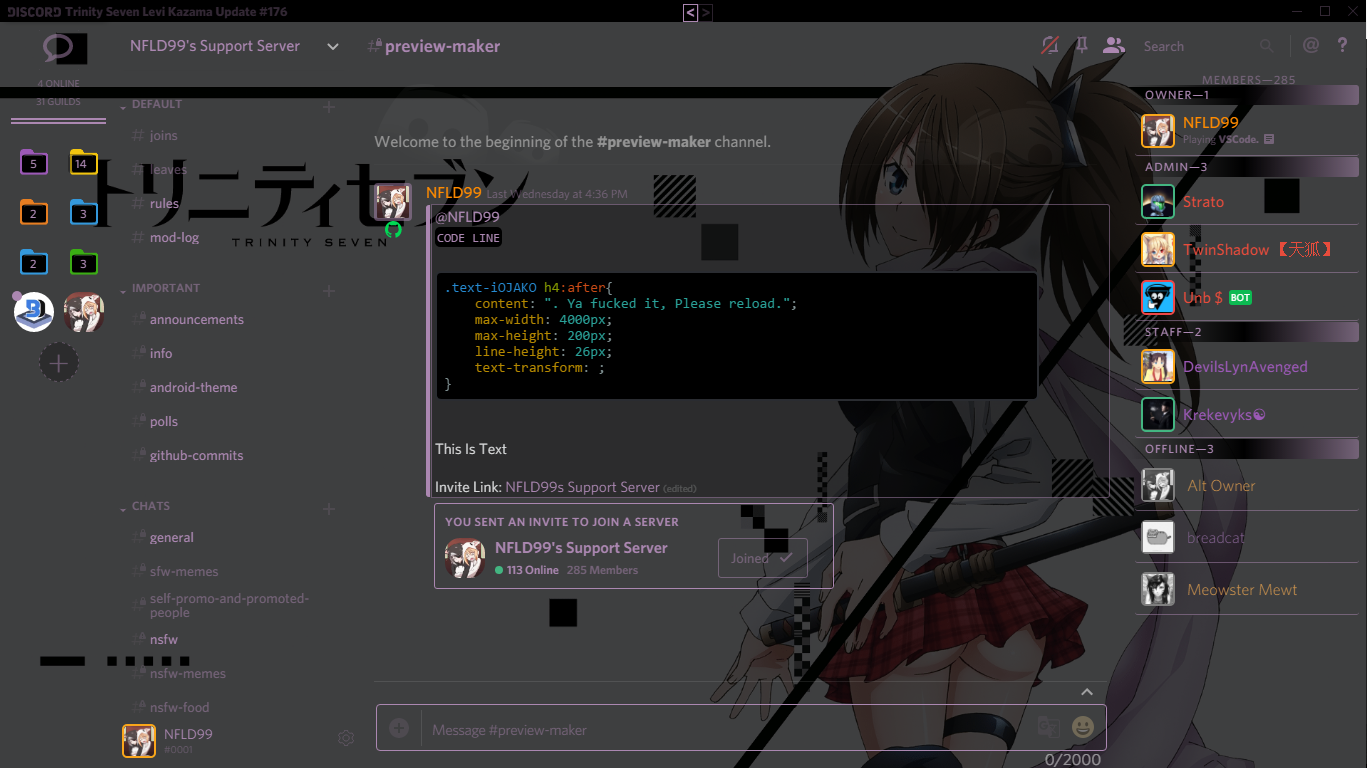 DISCORD Trinity Seven Levi Kazama Update #176
< >
NFLD99's Support Server
#preview-maker
Search
@ ?
4 ONLINE
31 GUILDS
5
14
2
3
2
3
DEFAULT
joins
leaves
rules
mod-log
IMPORTANT
announcements
info
android-theme
polls
github-commits
CHATS
general
sfw-memes
self-promo-and-promoted-
people
nsfw
nsfw-memes
nsfw-food
NFLD99
#0001
トリニティセブン
TRINITY SEVEN
Welcome to the beginning of the #preview-maker channel.
NFLD99 Last Wednesday at 4:36 PM
@NFLD99
CODE LINE
.text-iOJAKO h4:after{
content: ". Ya fucked it, Please reload.";
max-width: 4000px;
max-height: 200px;
line-height: 26px;
text-transform: ;
}
This Is Text
Invite Link: NFLD99s Support Server (edited)
YOU SENT AN INVITE TO JOIN A SERVER
NFLD99's Support Server
113 Online 285 Members
Joined
Message #preview-maker
0/2000
MEMBERS—285
OWNER—1
NFLD99
Playing VSCode.
ADMIN—3
Strato
TwinShadow 【天狐】
Unb $ BOT
STAFF—2
DevilsLynAvenged
Krekevyks☯
OFFLINE—3
Alt Owner
breadcat
Meowster Mewt